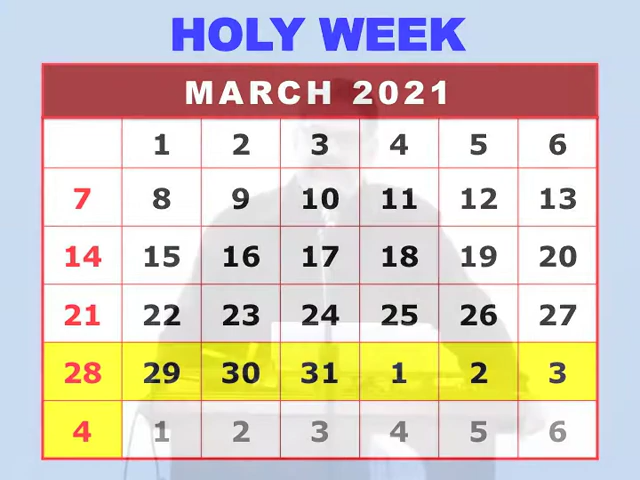 HOLY WEEK
MARCH 2021
1 2 3 4 5 6
7 8 9 10 11 12 13
14 15 16 17 18 19 20
21 22 23 24 25 26 27
28 29 30 31 1 2 3
4 1 2 3 4 5 6